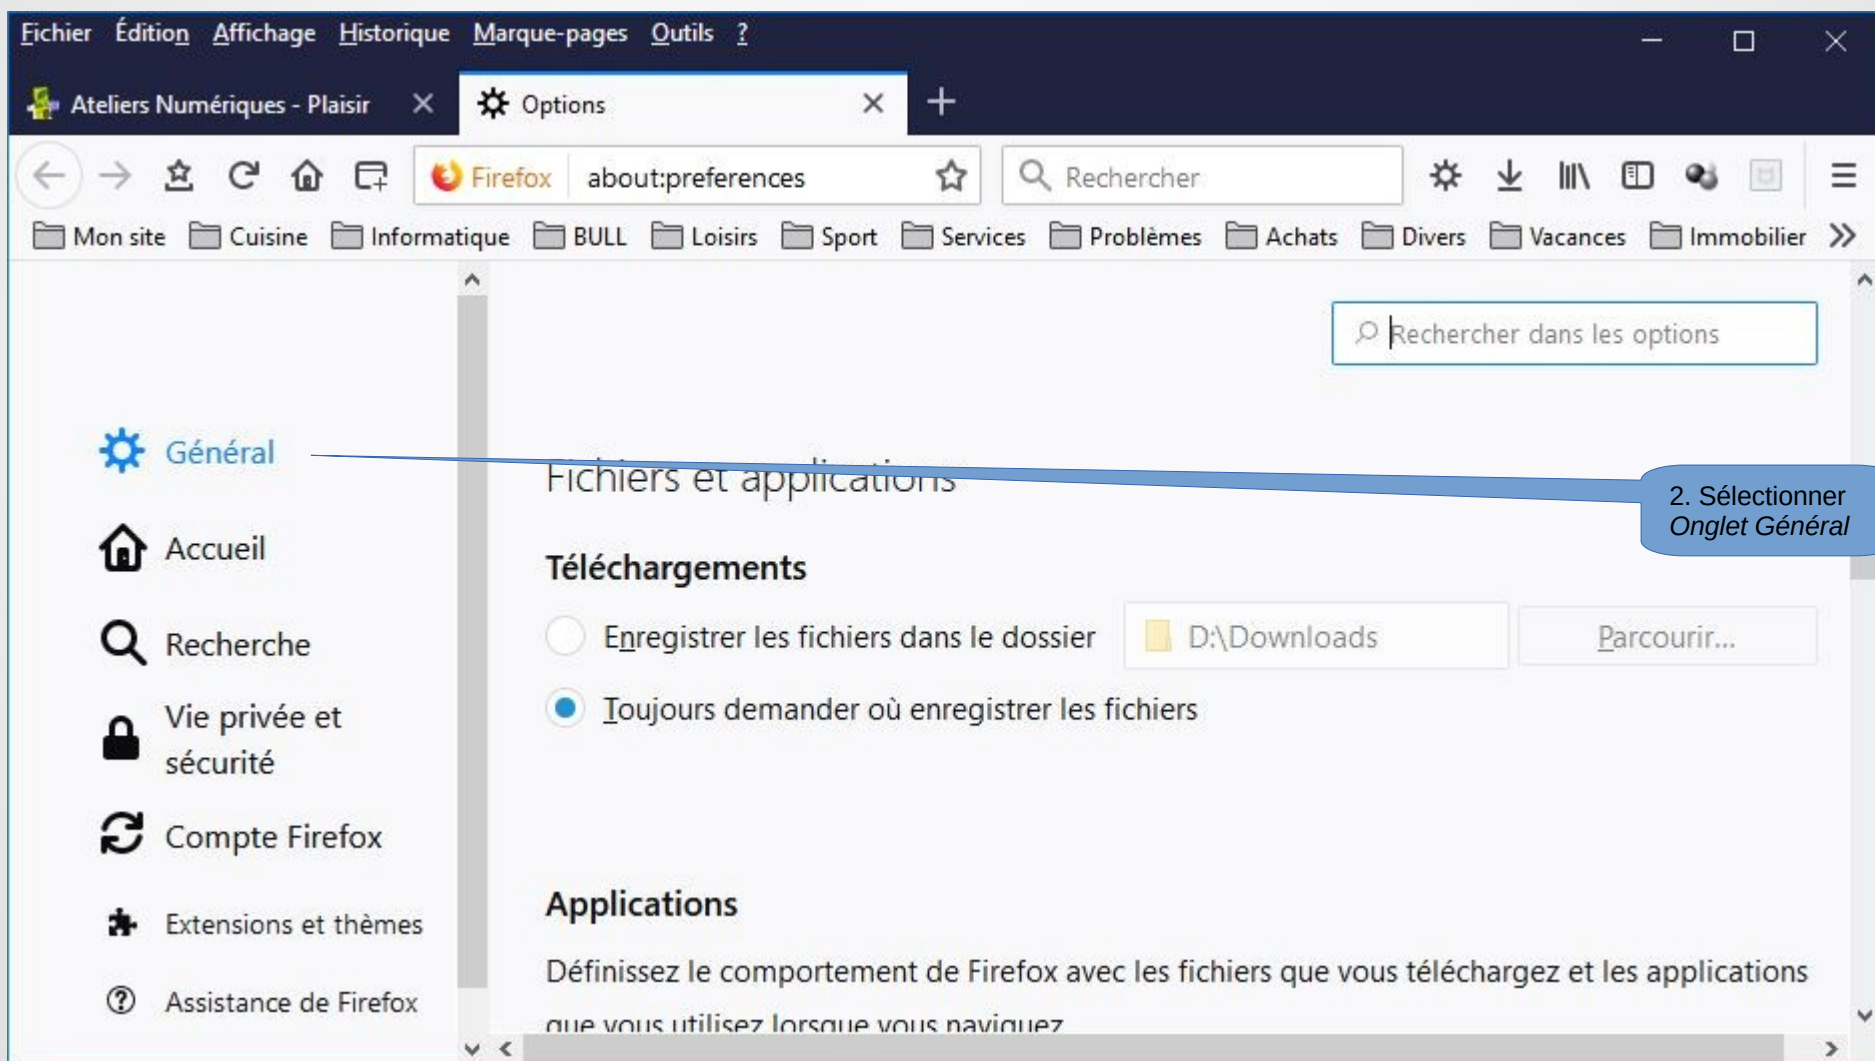 Fichier Édition Affichage Historique Marque-pages Outils ?
Ateliers Numériques - Plaisir
Options
Firefox about:preferences
Rechercher
Mon site Cuisine Informatique BULL Loisirs Sport Services Problèmes Achats Divers Vacances Immobilier
Rechercher dans les options
Général
Accueil
Recherche
Vie privée et
sécurité
Compte Firefox
Extensions et thèmes
Assistance de Firefox
Fichiers et applications
2. Sélectionner
Onglet Général
Téléchargements
Enregistrer les fichiers dans le dossier D:\Downloads Parcourir...
Toujours demander où enregistrer les fichiers
Applications
Définissez le comportement de Firefox avec les fichiers que vous téléchargez et les applications
que vous utilisez lorsque vous naviguez